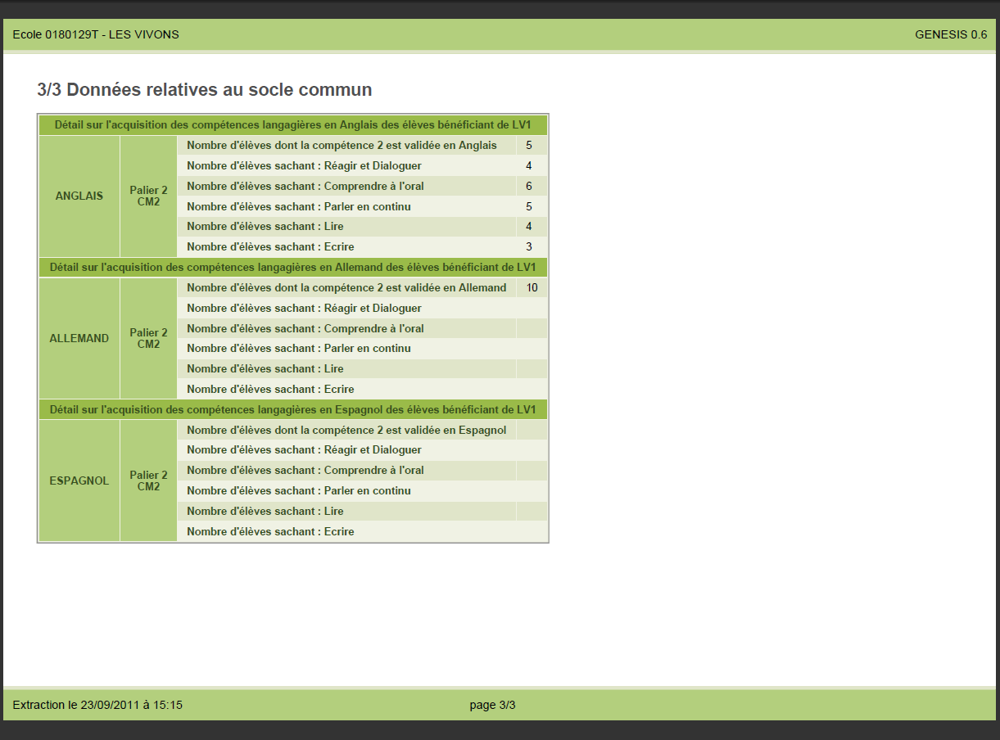 Ecole 0180129T - LES VIVONS GENESIS 0.6
3/3 Données relatives au socle commun
Détail sur l'acquisition des compétences langagières en Anglais des élèves bénéficiant de LV1
ANGLAIS
Palier 2
CM2
Nombre d'élèves dont la compétence 2 est validée en Anglais 5
Nombre d'élèves sachant : Réagir et Dialoguer 4
Nombre d'élèves sachant : Comprendre à l'oral 6
Nombre d'élèves sachant : Parler en continu 5
Nombre d'élèves sachant : Lire 4
Nombre d'élèves sachant : Ecrire 3
Détail sur l'acquisition des compétences langagières en Allemand des élèves bénéficiant de LV1
ALLEMAND
Palier 2
CM2
Nombre d'élèves dont la compétence 2 est validée en Allemand 10
Nombre d'élèves sachant : Réagir et Dialoguer
Nombre d'élèves sachant : Comprendre à l'oral
Nombre d'élèves sachant : Parler en continu
Nombre d'élèves sachant : Lire
Nombre d'élèves sachant : Ecrire
Détail sur l'acquisition des compétences langagières en Espagnol des élèves bénéficiant de LV1
ESPAGNOL
Palier 2
CM2
Nombre d'élèves dont la compétence 2 est validée en Espagnol
Nombre d'élèves sachant : Réagir et Dialoguer
Nombre d'élèves sachant : Comprendre à l'oral
Nombre d'élèves sachant : Parler en continu
Nombre d'élèves sachant : Lire
Nombre d'élèves sachant : Ecrire
Extraction le 23/09/2011 à 15:15 page 3/3